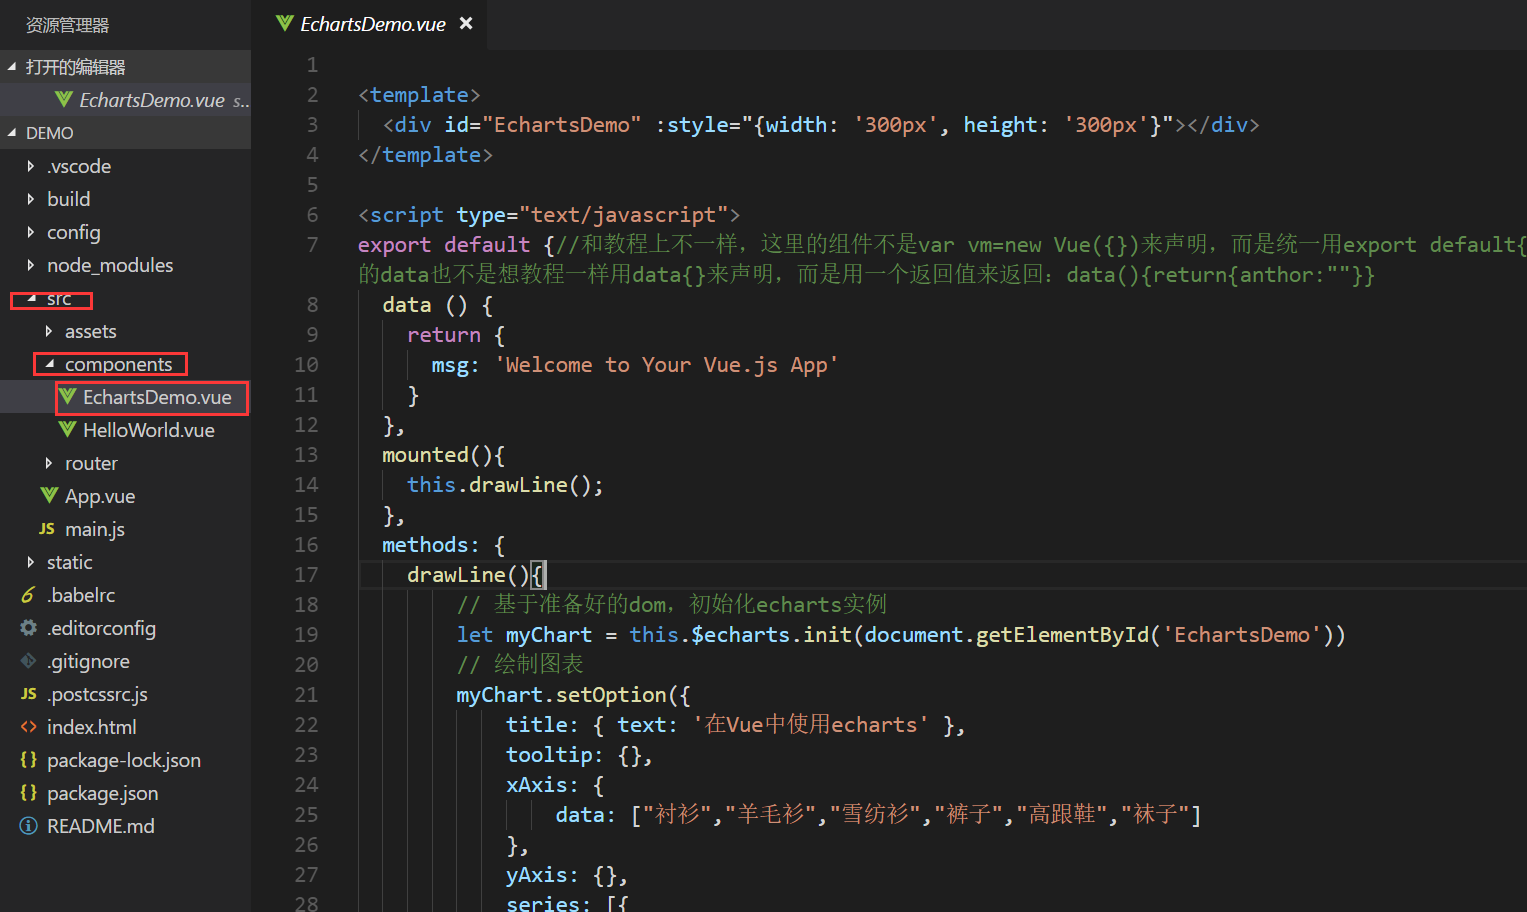 资源管理器
打开的编辑器
EchartsDemo.vue s..
DEMO
.vscode
build
config
node_modules
src
assets
components
EchartsDemo.vue
HelloWorld.vue
router
App.vue
JS main.js
static
.babelrc
.editorconfig
.gitignore
JS .postcssrc.js
<> index.html
{} package-lock.json
{} package.json
README.md
EchartsDemo.vue ×
1
2 <template>
3 <div id="EchartsDemo" :style="{width: '300px', height: '300px'}"></div>
4 </template>
5
6 <script type="text/javascript">
7 export default {//和教程上不一样，这里的组件不是var vm=new Vue({})来声明，而是统一用export default{
的data也不是想教程一样用data{}来声明，而是用一个返回值来返回：data(){return{anthor:""}}
8 data () {
9 return {
10 msg: 'Welcome to Your Vue.js App'
11 }
12 },
13 mounted(){
14 this.drawLine();
15 },
16 methods: {
17 drawLine(){
18 // 基于准备好的dom，初始化echarts实例
19 let myChart = this.$echarts.init(document.getElementById('EchartsDemo'))
20 // 绘制图表
21 myChart.setOption({
22 title: { text: '在Vue中使用echarts' },
23 tooltip: {},
24 xAxis: {
25 data: ["衬衫","羊毛衫","雪纺衫","裤子","高跟鞋","袜子"]
26 },
27 yAxis: {},
28 series: [{